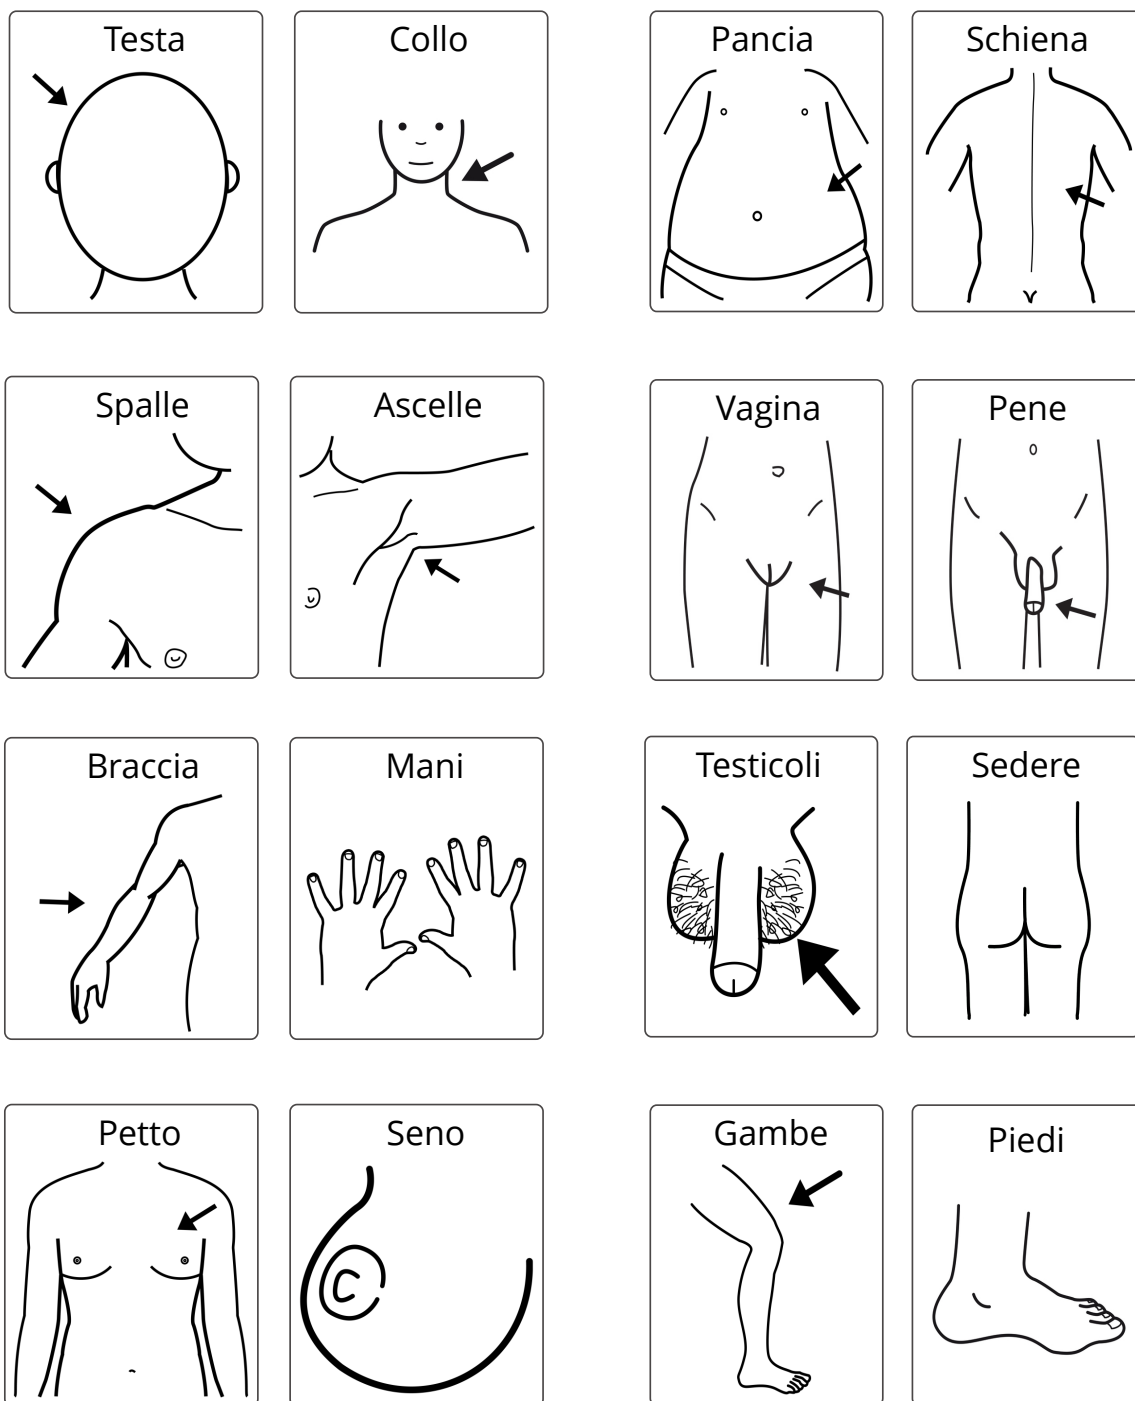 Testa
Collo
Pancia
Schiena
Spalle
Ascelle
Vagina
Pene
Braccia
Mani
Testicoli
Sedere
Petto
Seno
Gambe
Piedi